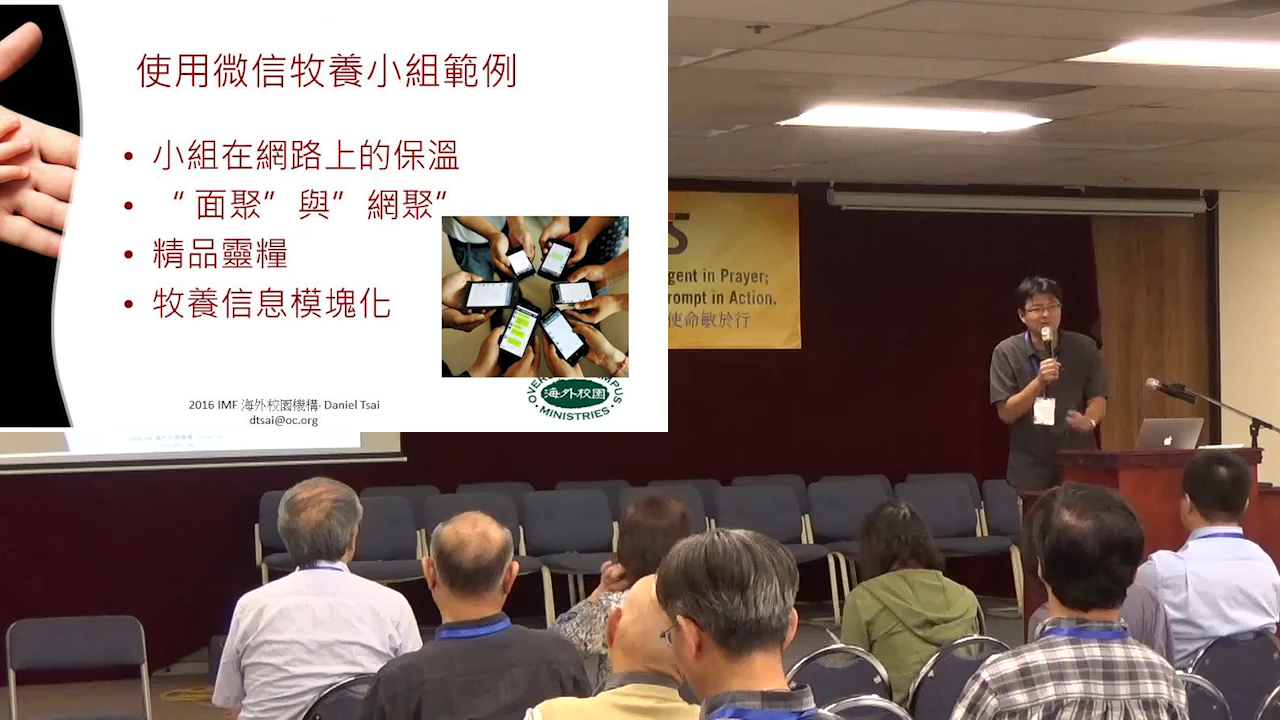 使用微信牧養小組範例
• 小組在網路上的保溫
• “ 面聚” 與” 網聚”
• 精品靈糧
• 牧養信息模塊化
2016 IMF 海外校園機構- Daniel Tsai
dtsai@oc.org
海外校園
MINISTRIES
S
gent in Prayer;
rompt in Action.
使命敏於行